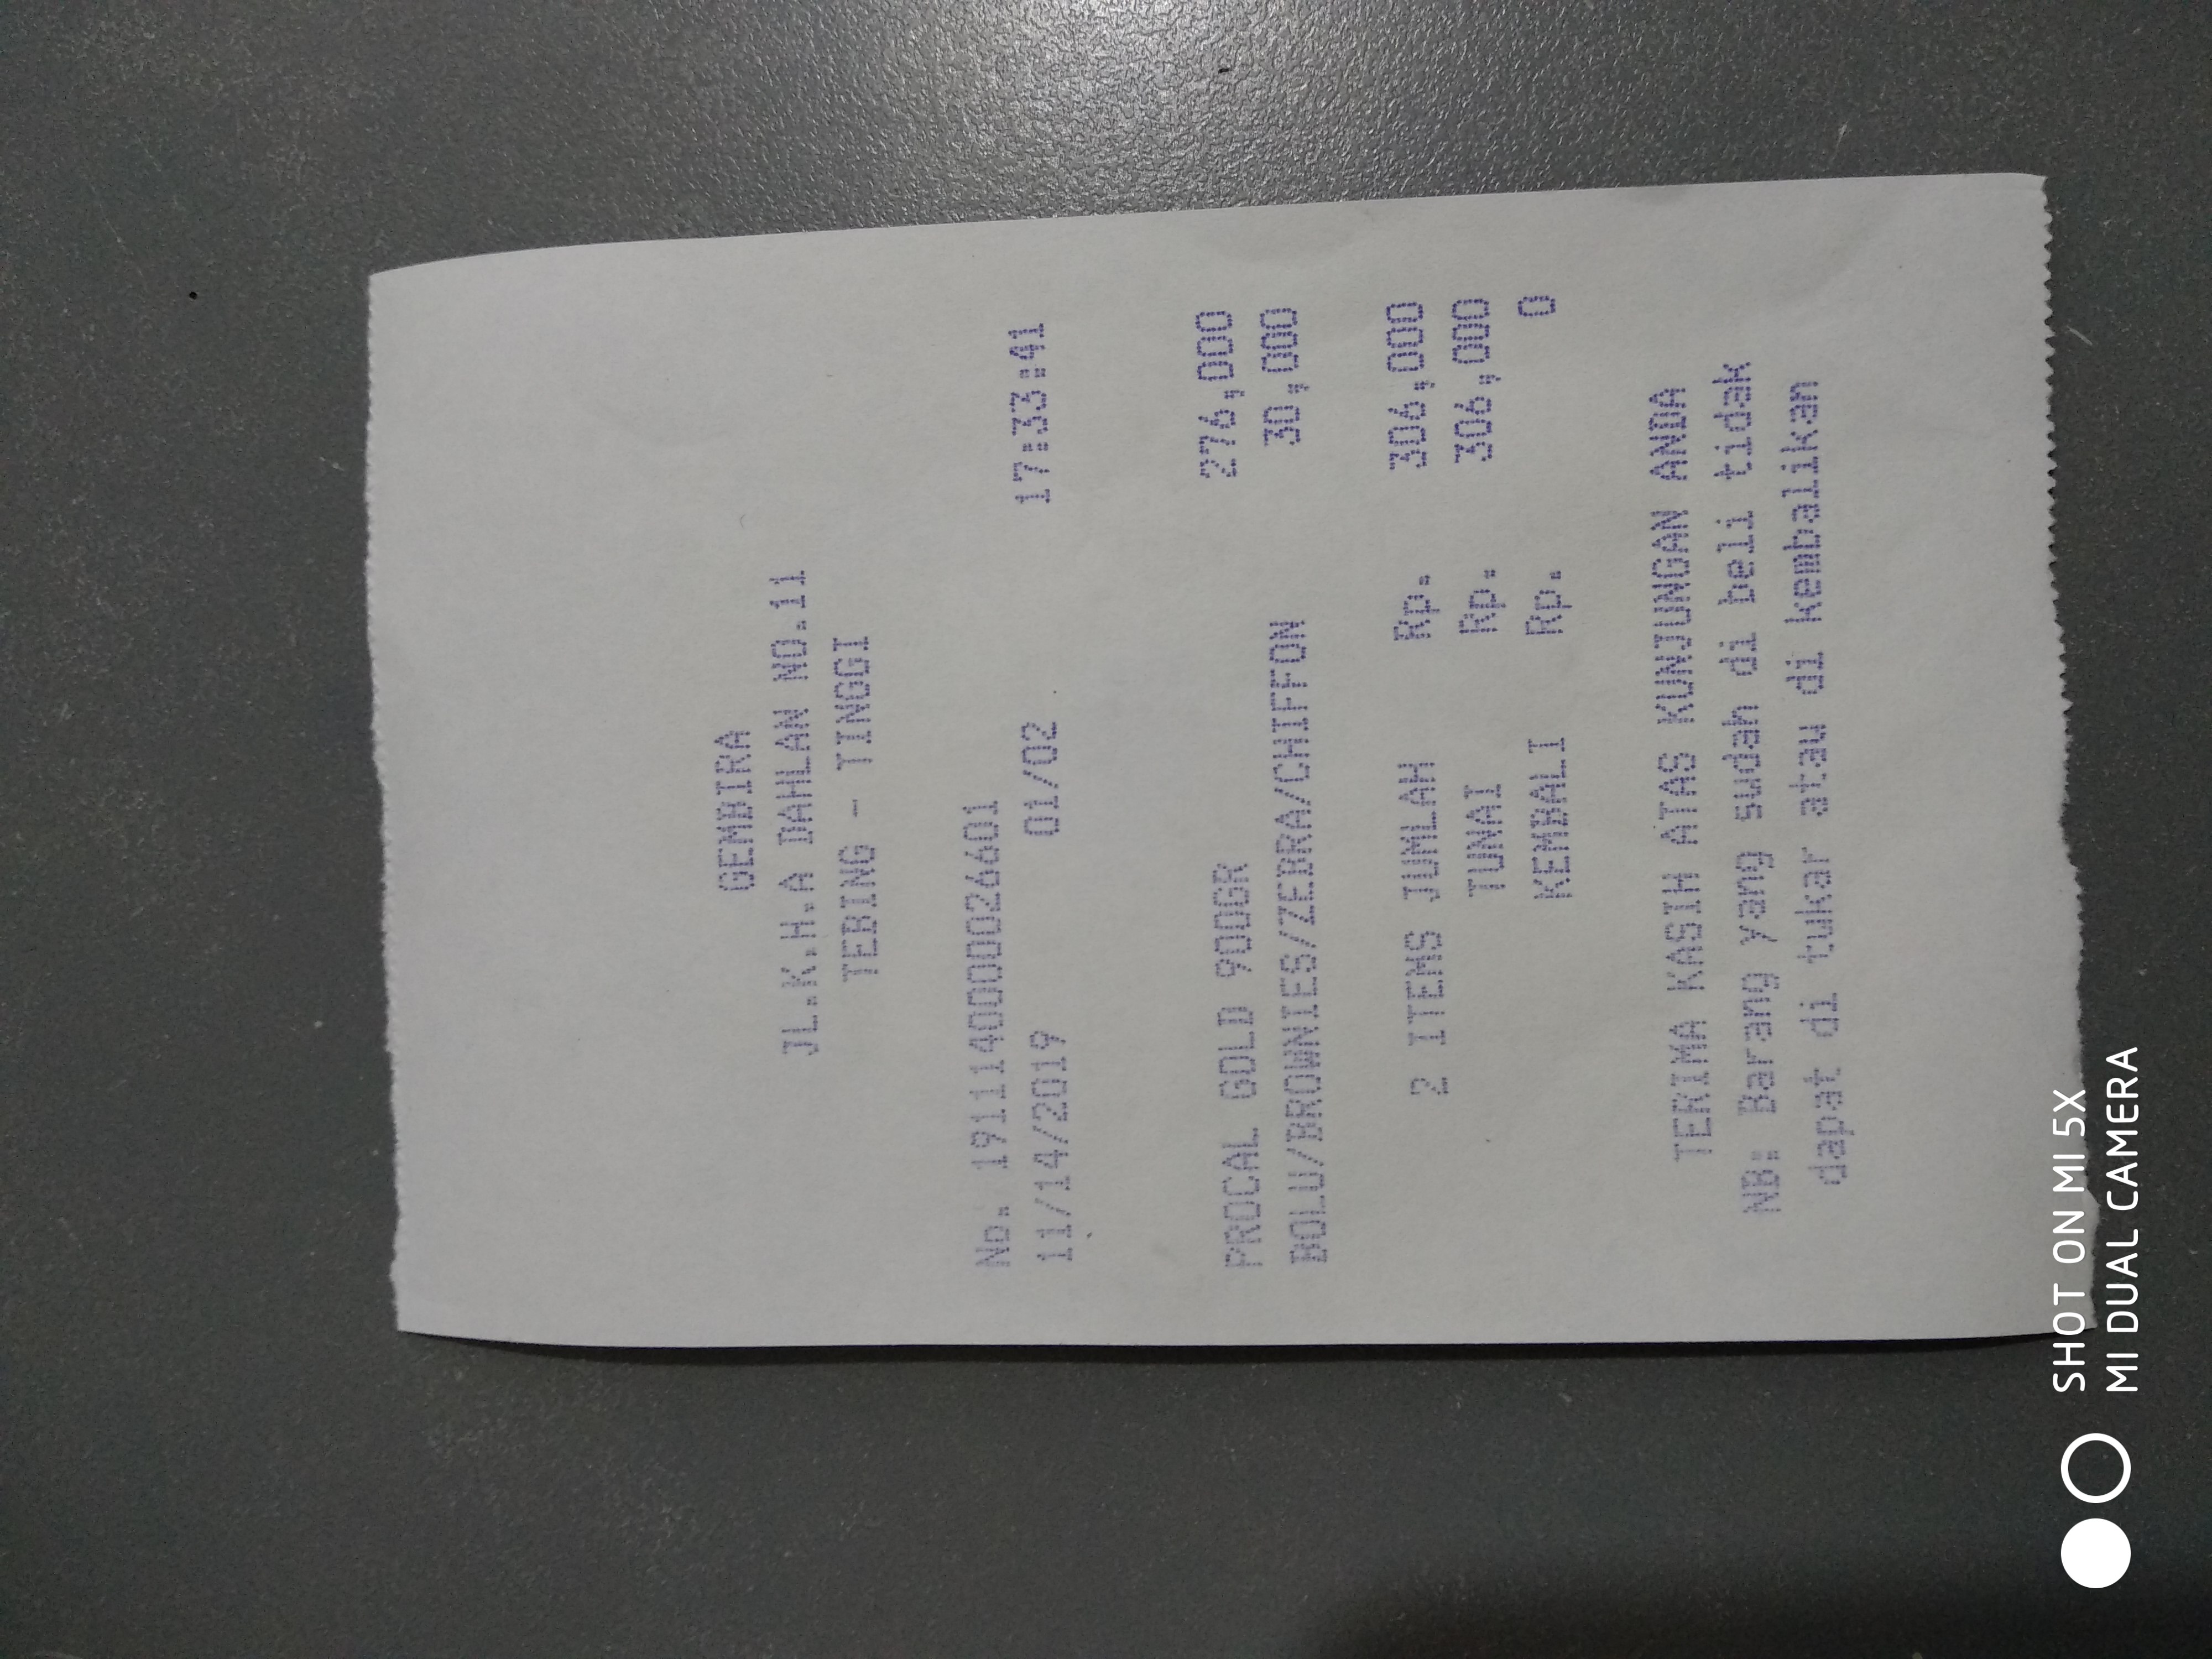 GEMBIRA
JL.K.H.A DAHLAN NO.11
TEBING - TINGGI
No. 1911140000026601
11/14/2019 01/02 17:33:41
PROCAL GOLD 900GR 276,000
BOLU/BROWNIES/ZEBRA/CHIFFON 30,000
2 ITEMS JUMLAH Rp. 306,000
TUNAI Rp. 306,000
KEMBALI Rp. 0
TERIMA KASIH ATAS KUNJUNGAN ANDA
NB: Barang yang sudah di beli tidak
dapat di tukar atau di kembalikan
SHOT ON MI 5X
MI DUAL CAMERA